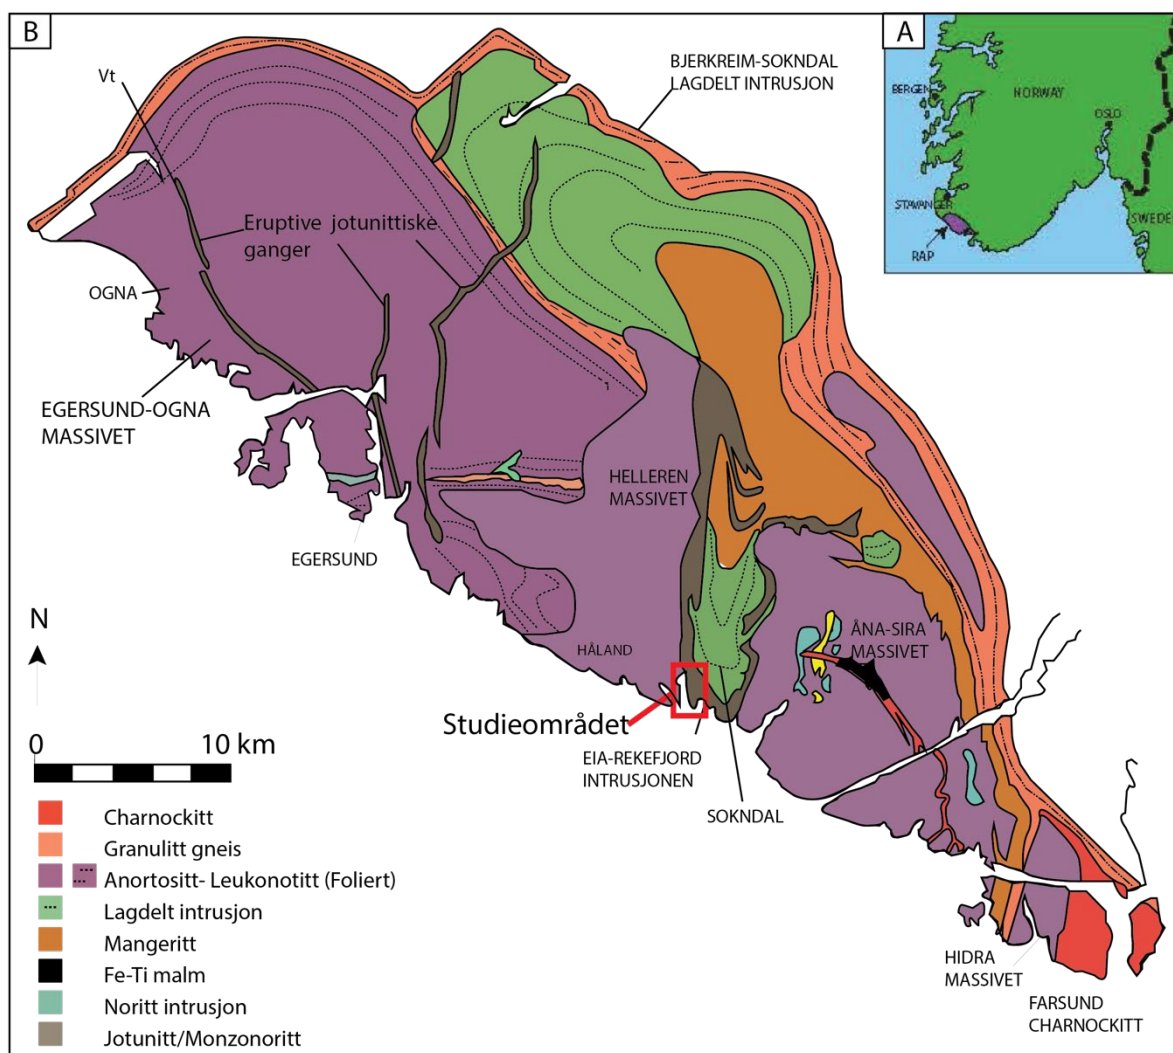 B
A
Vt
BJERKREIM-SOKNDAL
LAGDELT INTRUSJON
BERGEN
NORWAY
OSLO
STAVANGER
SWEDE
RAP
Eruptive jotunittiske
ganger
OGNA
EGERSUND-OGNA
MASSIVET
HELLEREN
MASSIVET
EGERSUND
N
HÅLAND
ÅNA-SIRA
MASSIVET
Studieområdet
0 10 km
EIA-REKEFJORD
INTRUSJONEN
SOKNDAL
Charnockitt
Granulitt gneis
Anortositt- Leukonotitt (Foliert)
Lagdelt intrusjon
Mangeritt
Fe-Ti malm
Noritt intrusjon
Jotunitt/Monzonoritt
HIDRA
MASSIVET
FARSUND
CHARNOCKITT